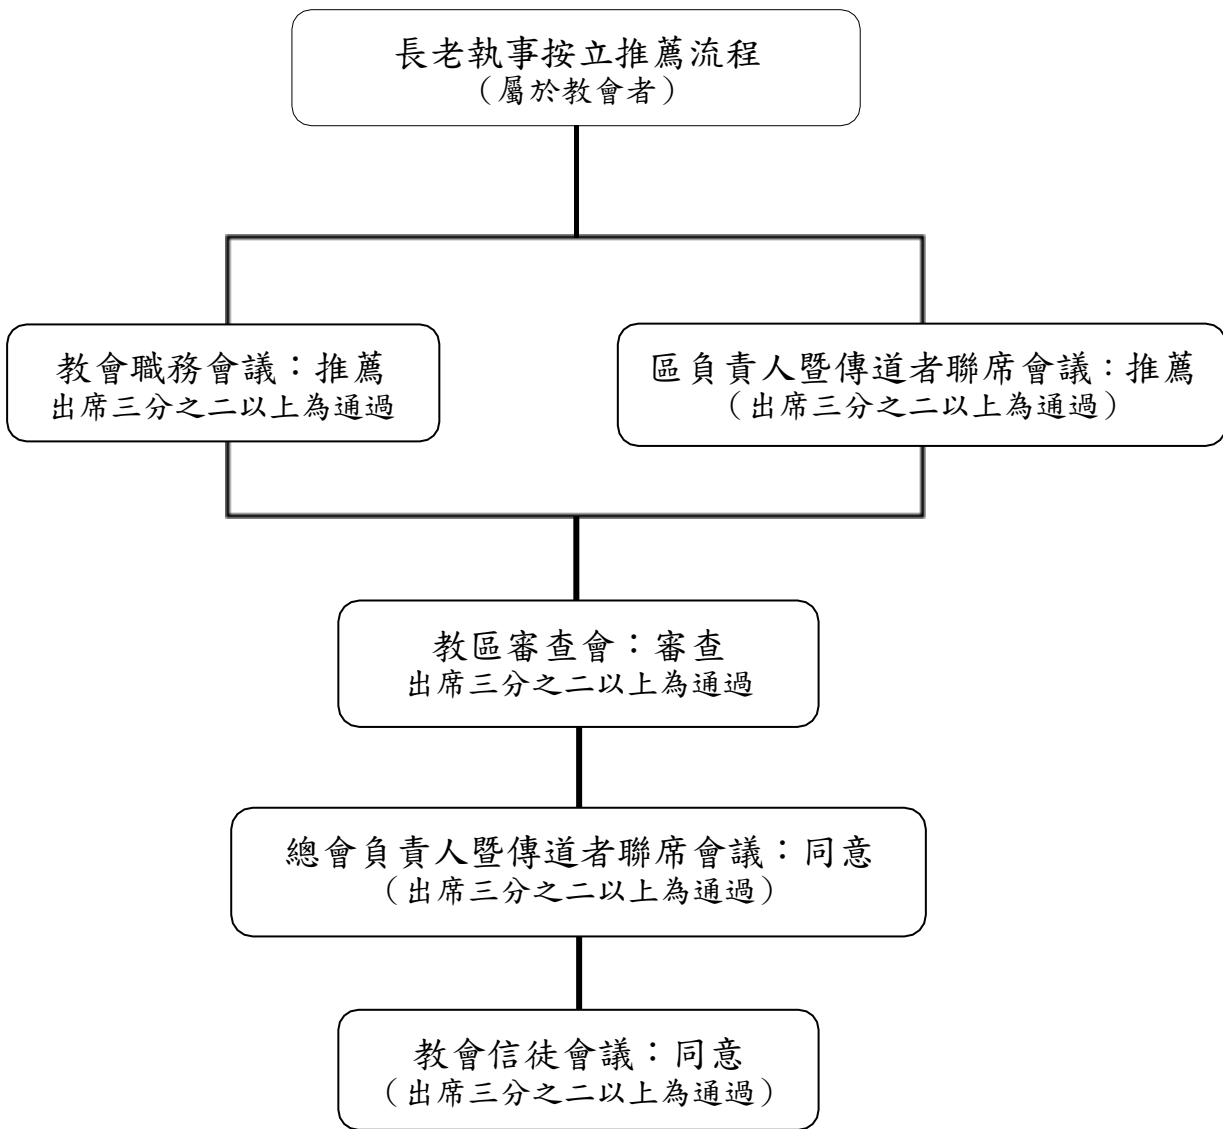 長老執事按立推薦流程
（屬於教會者）
教會職務會議：推薦
出席三分之二以上為通過
區負責人暨傳道者聯席會議：推薦
（出席三分之二以上為通過）
教區審查會：審查
出席三分之二以上為通過
總會負責人暨傳道者聯席會議：同意
（出席三分之二以上為通過）
教會信徒會議：同意
（出席三分之二以上為通過）